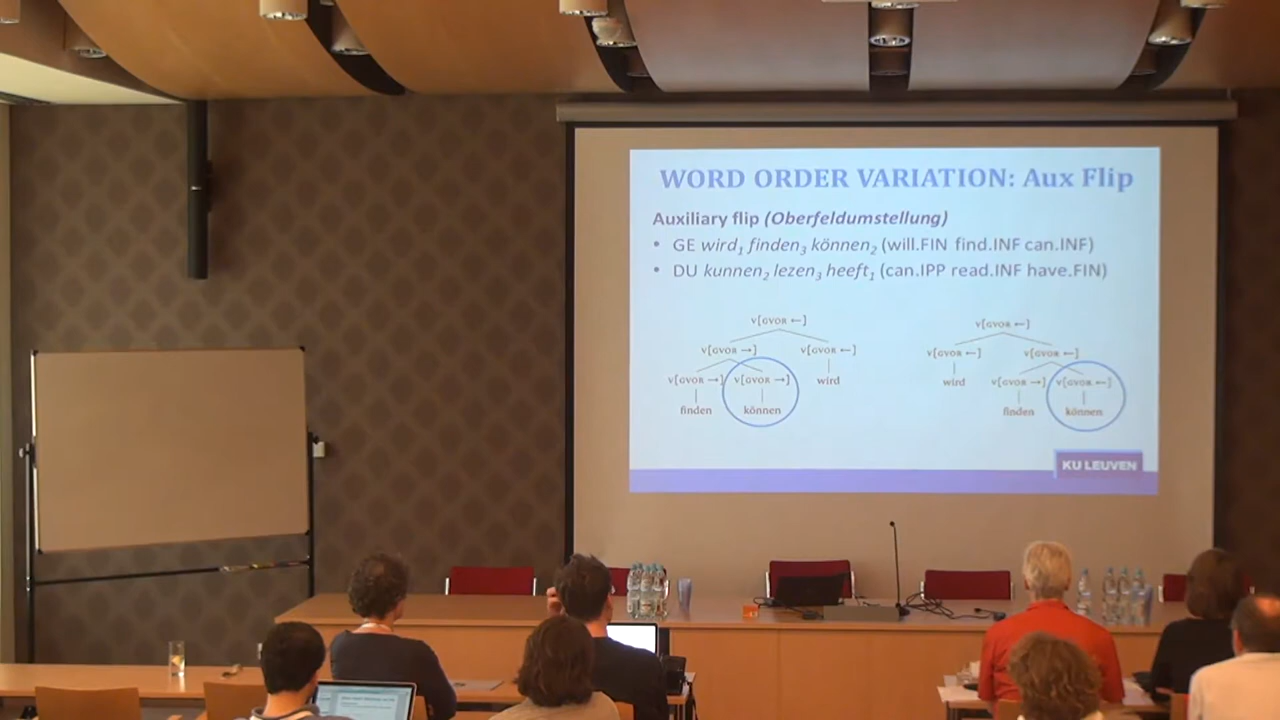 WORD ORDER VARIATION: Aux Flip
Auxiliary flip (Oberfeldumstellung)
• GE wird₁ finden₃ können₂ (will.FIN find.INF can.INF)
• DU kunnen₂ lezen₃ heeft₁ (can.IPP read.INF have.FIN)
V[GVOR ←]
V[GVOR →] V[GVOR ←]
V[GVOR →] V[GVOR →] wird
finden können
V[GVOR ←]
V[GVOR ←] V[GVOR ←]
wird V[GVOR →] V[GVOR ←]
finden können
KU LEUVEN